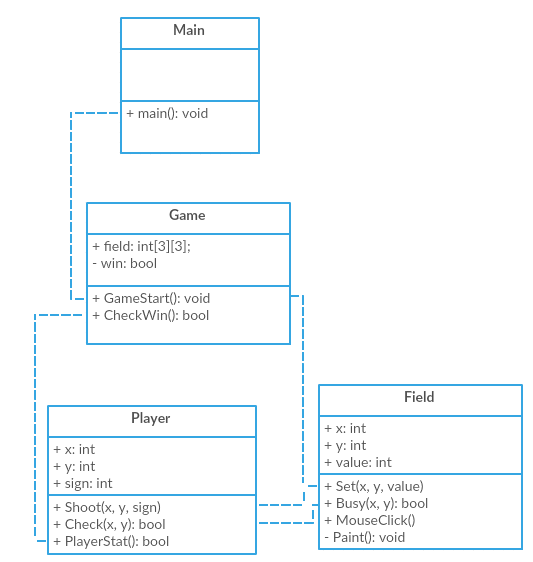 Main
+ main(): void
Game
+ field: int[3][3];
- win: bool
+ GameStart(): void
+ CheckWin(): bool
Player
+ x: int
+ y: int
+ sign: int
+ Shoot(x, y, sign)
+ Check(x, y): bool
+ PlayerStat(): bool
Field
+ x: int
+ y: int
+ value: int
+ Set(x, y, value)
+ Busy(x, y): bool
+ MouseClick()
- Paint(): void